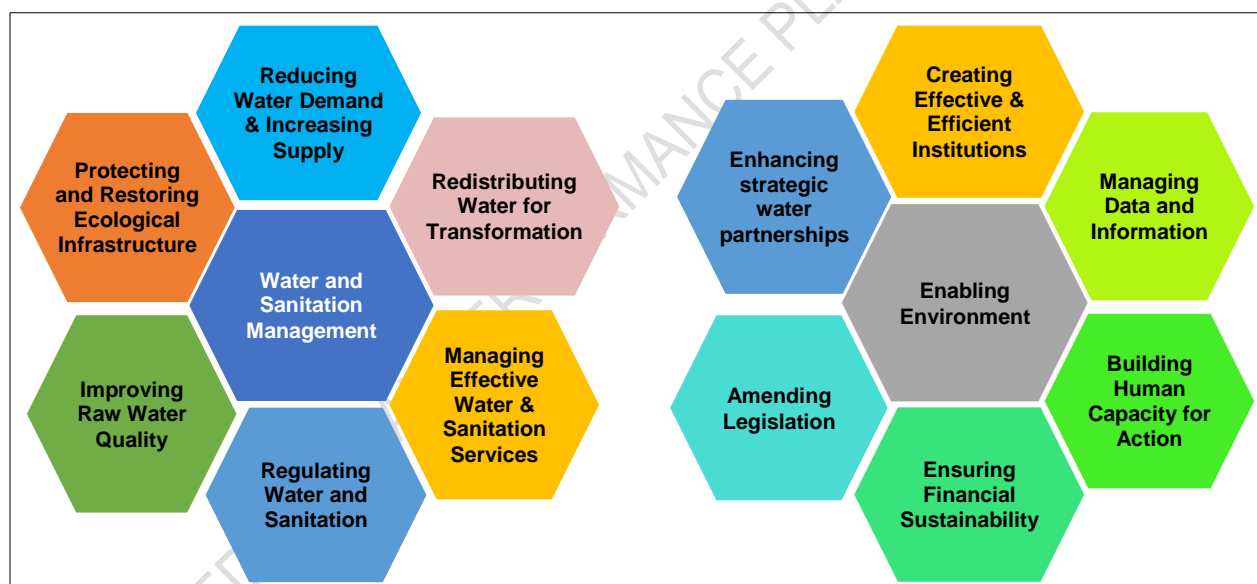 Reducing
Water Demand
& Increasing
Supply
Protecting
and Restoring
Ecological
Infrastructure
Redistributing
Water for
Transformation
Water and
Sanitation
Management
Improving
Raw Water
Quality
Managing
Effective
Water &
Sanitation
Services
Regulating
Water and
Sanitation
Creating
Effective &
Efficient
Institutions
Enhancing
strategic
water
partnerships
Managing
Data and
Information
Enabling
Environment
Amending
Legislation
Building
Human
Capacity for
Action
Ensuring
Financial
Sustainability